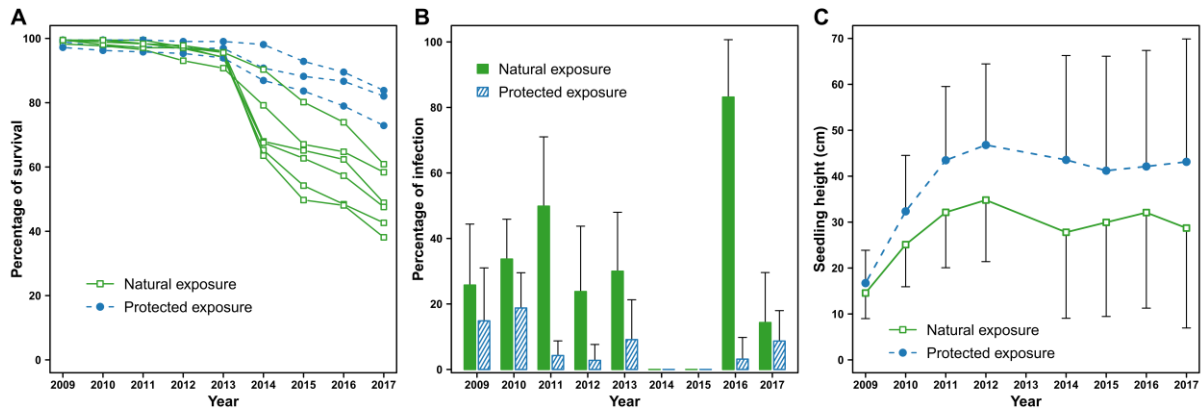 A
Percentage of survival
100
80
60
40
20
0
Natural exposure
Protected exposure
2009 2010 2011 2012 2013 2014 2015 2016 2017
Year
B
Percentage of infection
100
80
60
40
20
0
Natural exposure
Protected exposure
2009 2010 2011 2012 2013 2014 2015 2016 2017
Year
C
Seedling height (cm)
70
60
50
40
30
20
10
0
Natural exposure
Protected exposure
2009 2010 2011 2012 2013 2014 2015 2016 2017
Year